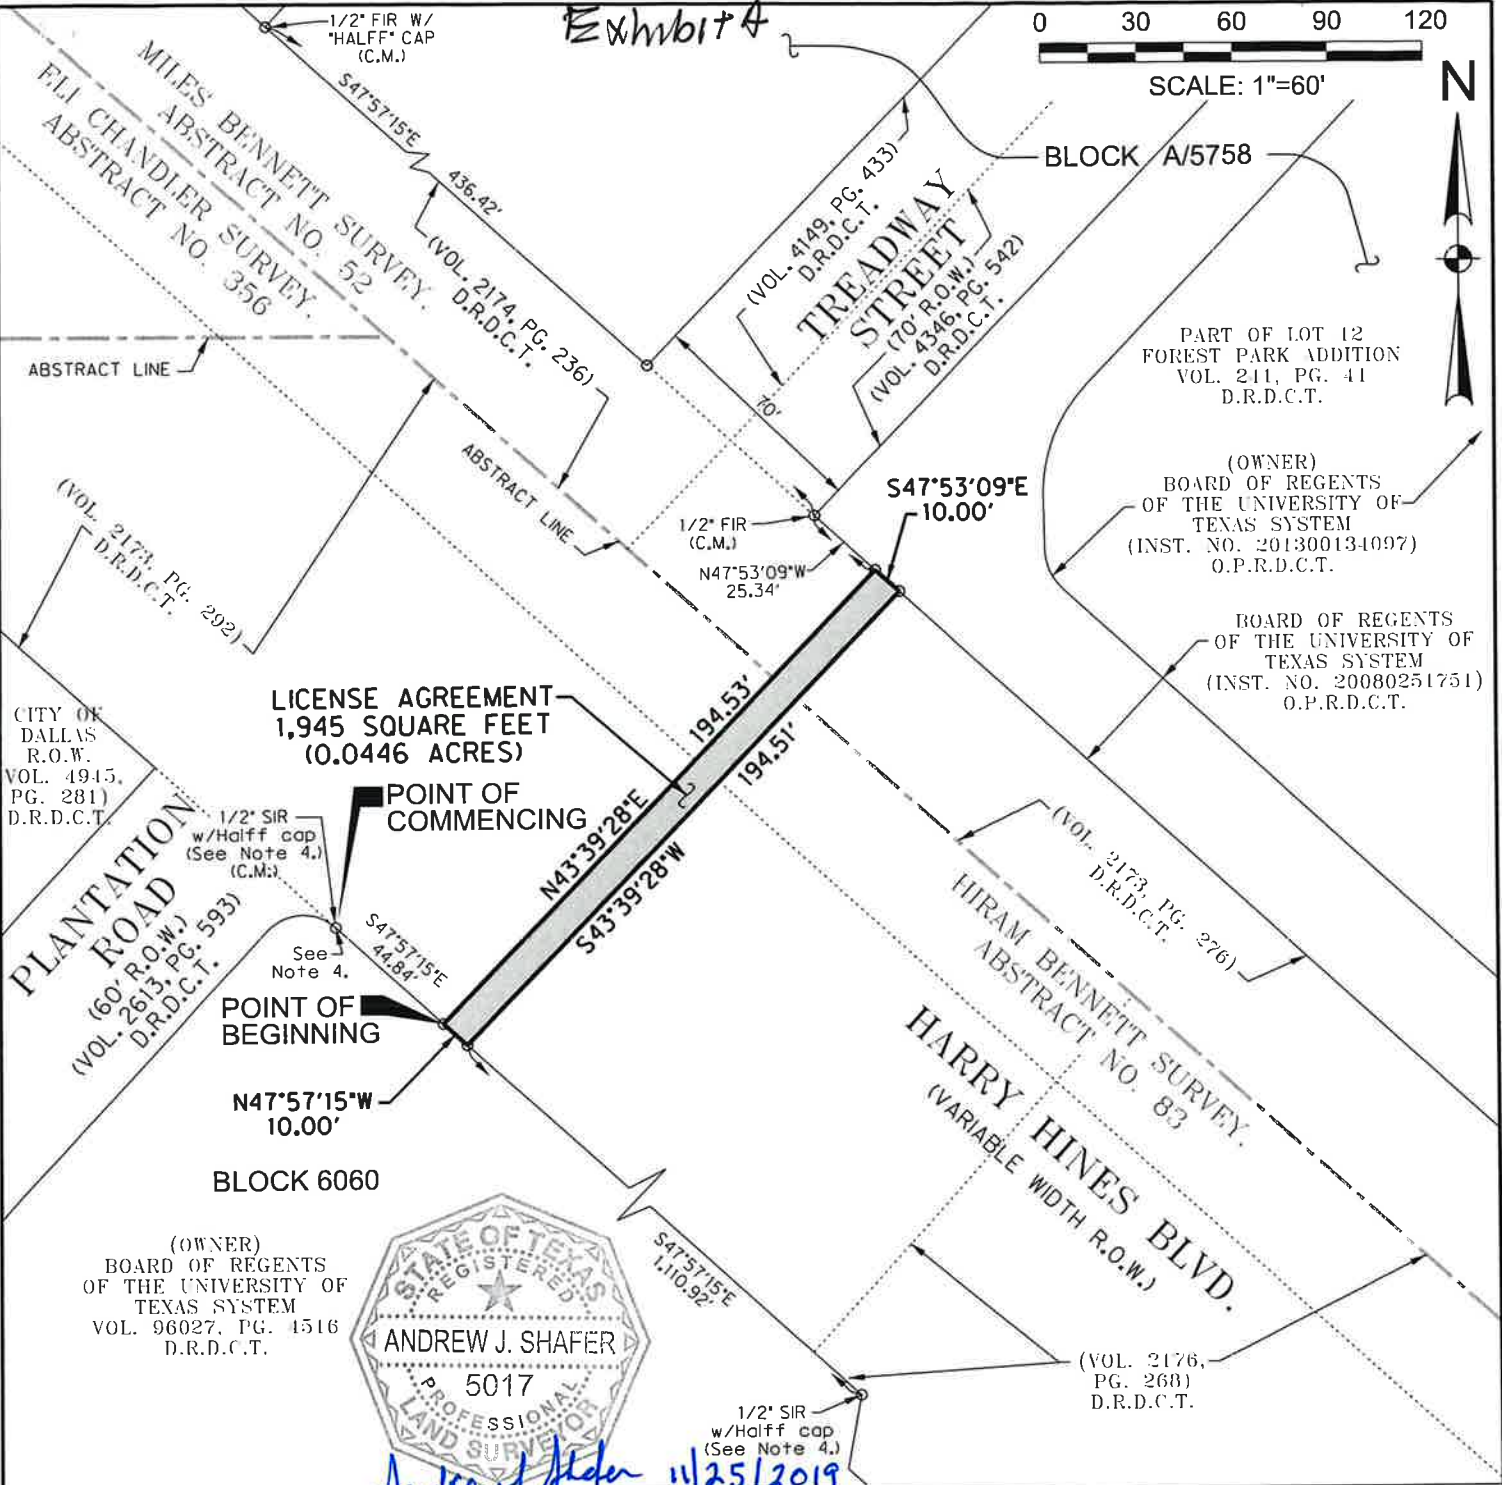 Exhibit A
0 30 60 90 120
SCALE: 1"=60'
N
1/2" FIR W/
"HALFF" CAP
(C.M.)
S47°57'15"E
436.42'
MILES BENNETT SURVEY,
ABSTRACT NO. 52
ELI CHANDLER SURVEY,
ABSTRACT NO. 356
ABSTRACT LINE
(VOL. 2174, PG. 236)
D.R.D.C.T.
(VOL. 4149, PG. 433)
D.R.D.C.T.
TREADWAY
STREET
(70' R.O.W.)
(VOL. 4346, PG. 542)
D.R.D.C.T.
BLOCK A/5758
70'
PART OF LOT 12
FOREST PARK ADDITION
VOL. 241, PG. 41
D.R.D.C.T.
(OWNER)
BOARD OF REGENTS
OF THE UNIVERSITY OF
TEXAS SYSTEM
(INST. NO. 201300134097)
O.P.R.D.C.T.
BOARD OF REGENTS
OF THE UNIVERSITY OF
TEXAS SYSTEM
(INST. NO. 20080251751)
O.P.R.D.C.T.
ABSTRACT LINE
1/2" FIR
(C.M.)
S47°53'09"E
10.00'
N47°53'09"W
25.34'
(VOL. 2173, PG. 292)
D.R.D.C.T.
CITY OF
DALLAS
R.O.W.
VOL. 4945,
PG. 281)
D.R.D.C.T.
LICENSE AGREEMENT
1,945 SQUARE FEET
(0.0446 ACRES)
194.53'
194.51'
N43°39'28"E
S43°39'28"W
POINT OF
COMMENCING
1/2" SIR
w/Halff cap
(See Note 4.)
(C.M.)
PLANTATION
ROAD
(60' R.O.W.)
(VOL. 2613, PG. 593)
D.R.D.C.T.
See
Note 4.
S47°57'15"E
44.84'
POINT OF
BEGINNING
N47°57'15"W
10.00'
BLOCK 6060
(VOL. 2173, PG. 276)
D.R.D.C.T.
HIRAM BENNETT SURVEY,
ABSTRACT NO. 83
HARRY HINES BLVD.
(VARIABLE WIDTH R.O.W.)
(OWNER)
BOARD OF REGENTS
OF THE UNIVERSITY OF
TEXAS SYSTEM
VOL. 96027, PG. 4516
D.R.D.C.T.
STATE OF TEXAS
REGISTERED
ANDREW J. SHAFER
5017
PROFESSIONAL
LAND SURVEYOR
S47°57'15"E
1,110.92'
1/2" SIR
w/Halff cap
(See Note 4.)
(VOL. 2176,
PG. 268)
D.R.D.C.T.
Andrew J Shafer 11/25/2019